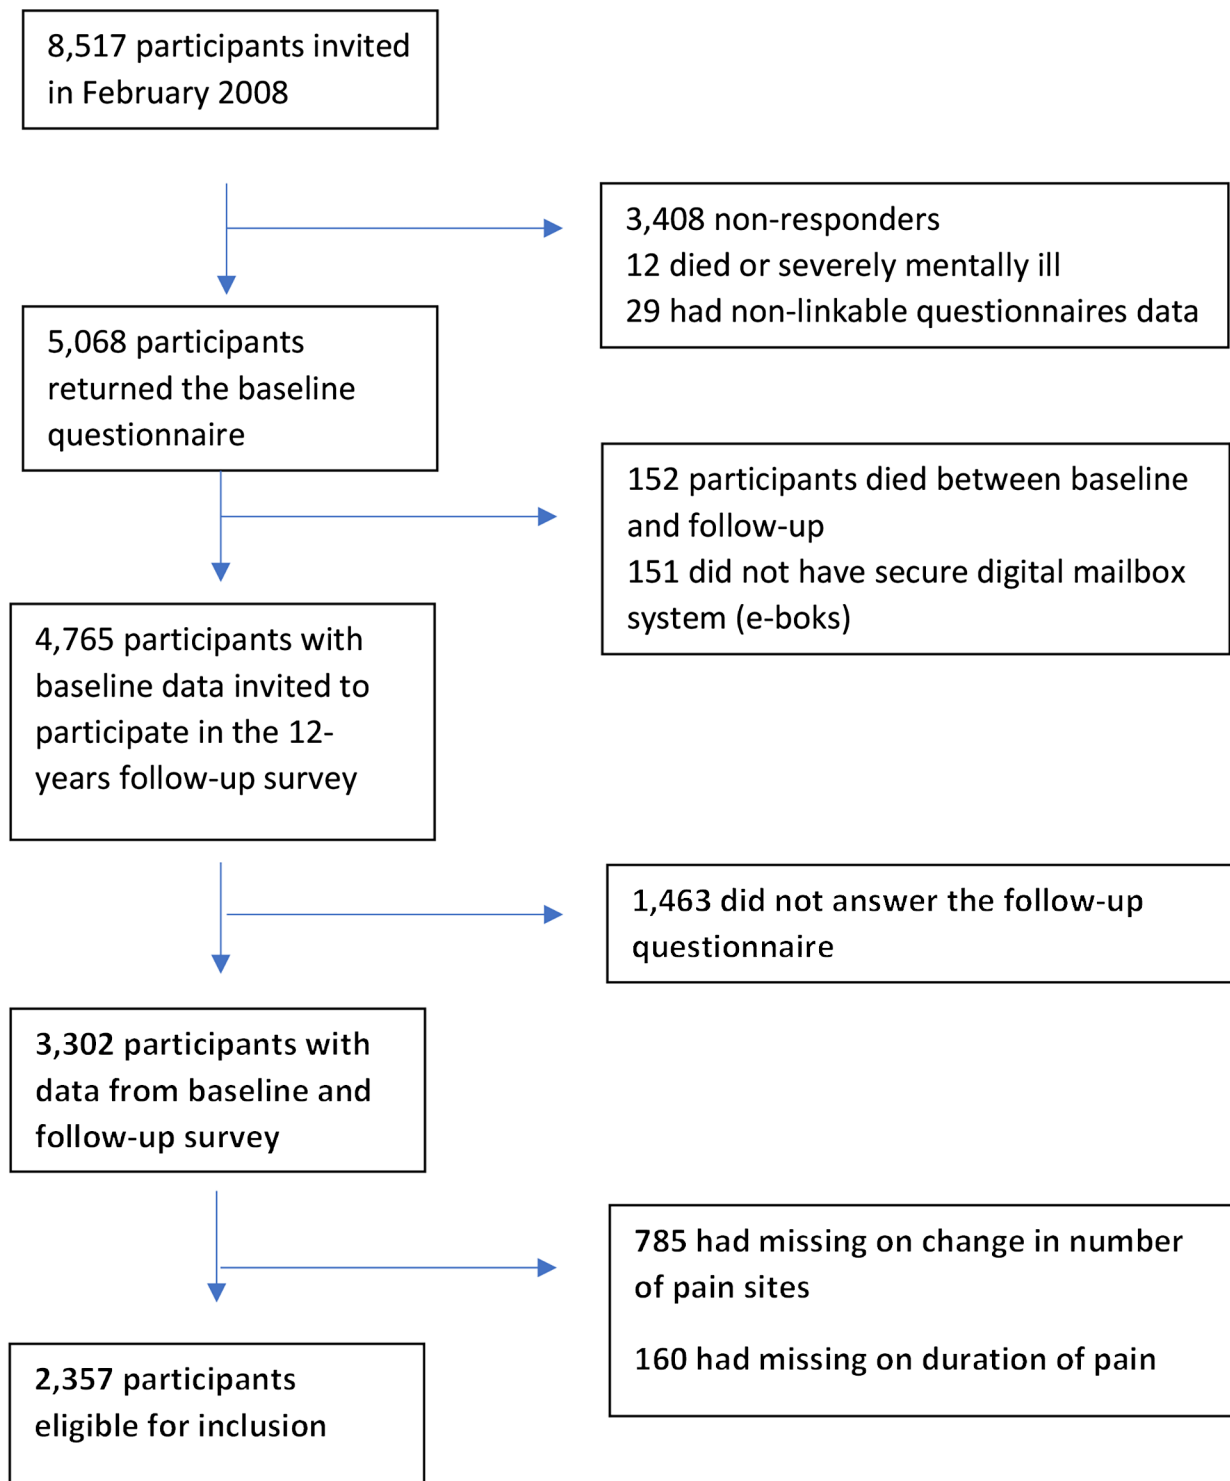 8,517 participants invited
in February 2008
3,408 non-responders
12 died or severely mentally ill
29 had non-linkable questionnaires data
5,068 participants
returned the baseline
questionnaire
152 participants died between baseline
and follow-up
151 did not have secure digital mailbox
system (e-boks)
4,765 participants with
baseline data invited to
participate in the 12-
years follow-up survey
1,463 did not answer the follow-up
questionnaire
3,302 participants with
data from baseline and
follow-up survey
785 had missing on change in number
of pain sites
160 had missing on duration of pain
2,357 participants
eligible for inclusion